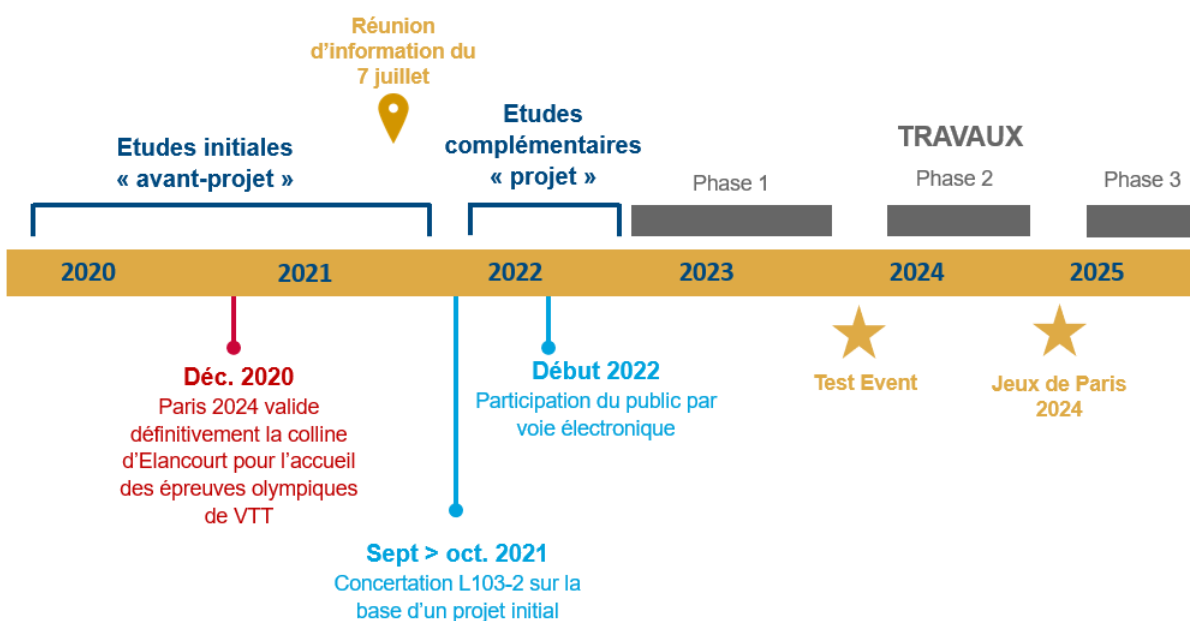 Réunion
d’information du
7 juillet
Etudes initiales
« avant-projet »
Etudes
complémentaires
« projet »
TRAVAUX
Phase 1
Phase 2
Phase 3
2020
2021
2022
2023
2024
2025
Déc. 2020
Paris 2024 valide
définitivement la colline
d’Elancourt pour l’accueil
des épreuves olympiques
de VTT
Sept > oct. 2021
Concertation L103-2 sur la
base d’un projet initial
Début 2022
Participation du public par
voie électronique
Test Event
Jeux de Paris
2024